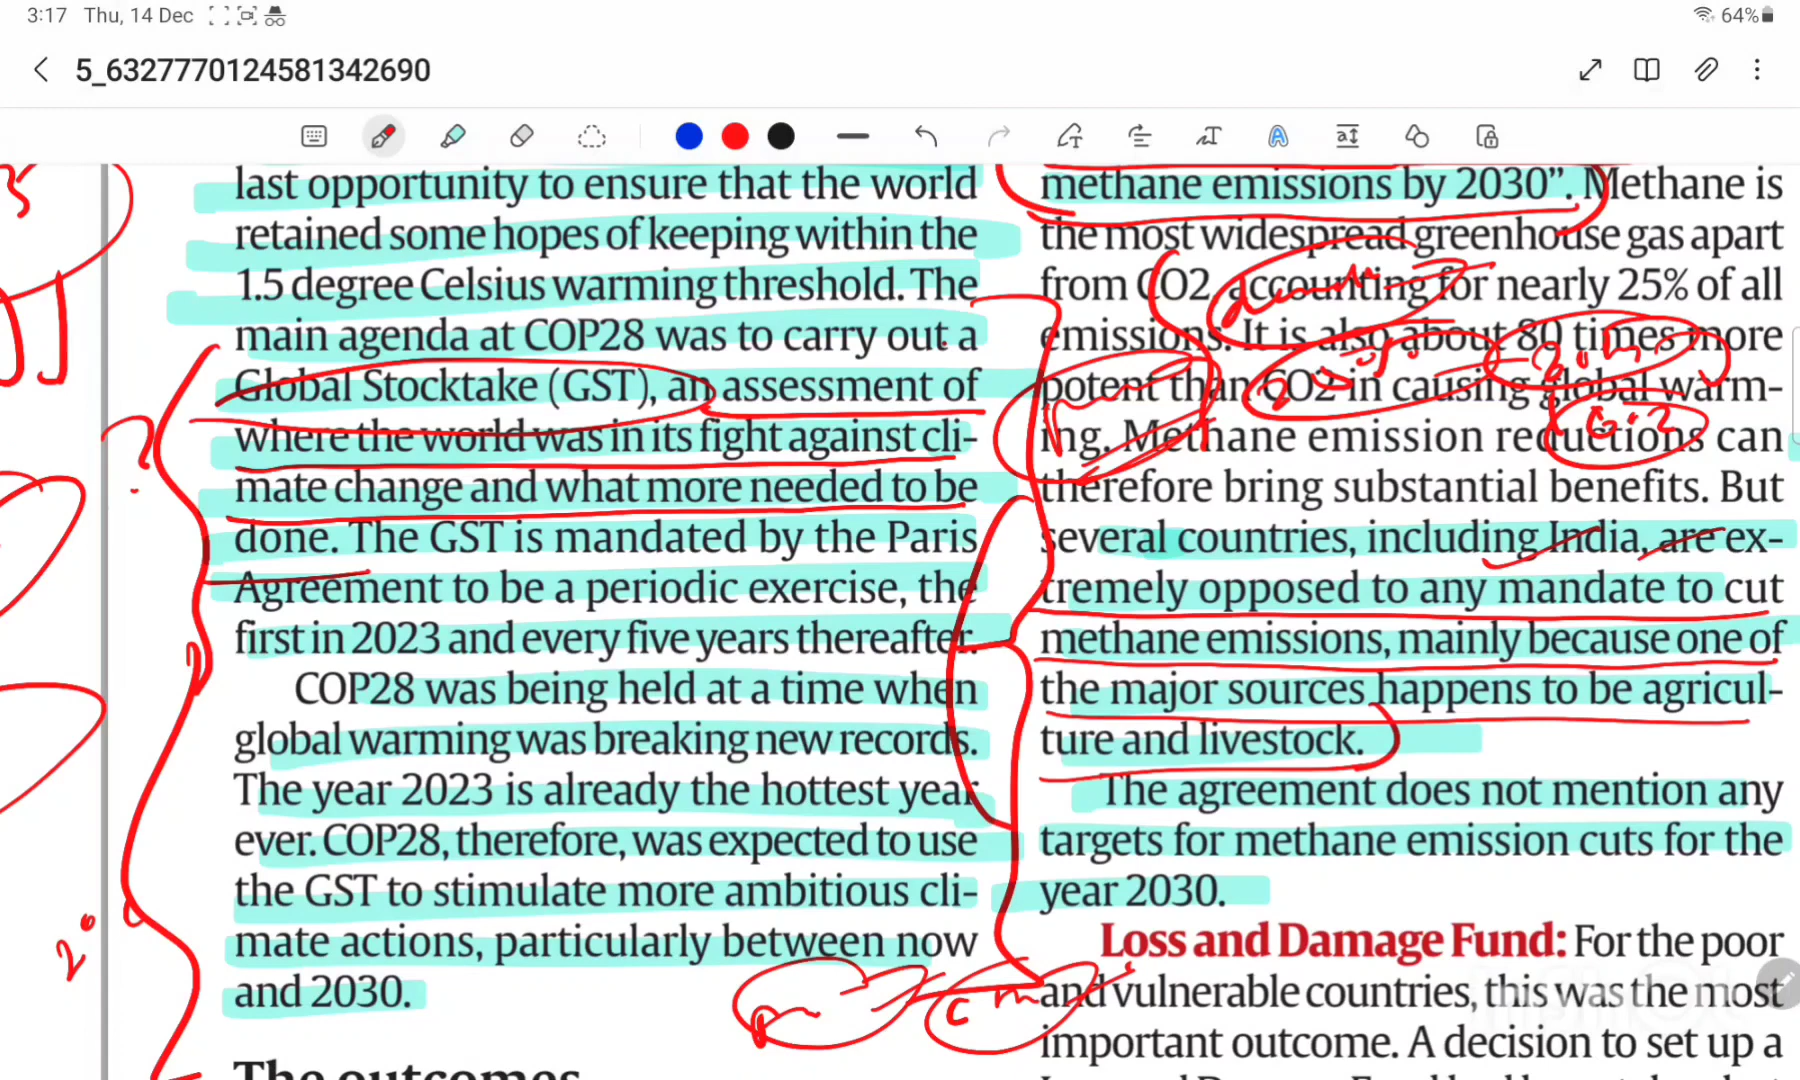 3:17 Thu, 14 Dec
64%
5_6327770124581342690
last opportunity to ensure that the world
retained some hopes of keeping within the
1.5 degree Celsius warming threshold. The
main agenda at COP28 was to carry out a
Global Stocktake (GST), an assessment of
where the world was in its fight against cli-
mate change and what more needed to be
done. The GST is mandated by the Paris
Agreement to be a periodic exercise, the
first in 2023 and every five years thereafter.
COP28 was being held at a time when
global warming was breaking new records.
The year 2023 is already the hottest year
ever. COP28, therefore, was expected to use
the GST to stimulate more ambitious cli-
mate actions, particularly between now
and 2030.
The outcomes
methane emissions by 2030”. Methane is
the most widespread greenhouse gas apart
from CO2, accounting for nearly 25% of all
emissions. It is also about 80 times more
potent than CO2 in causing global warm-
ing. Methane emission reductions can
therefore bring substantial benefits. But
several countries, including India, are ex-
tremely opposed to any mandate to cut
methane emissions, mainly because one of
the major sources happens to be agricul-
ture and livestock.
The agreement does not mention any
targets for methane emission cuts for the
year 2030.
Loss and Damage Fund: For the poor
and vulnerable countries, this was the most
important outcome. A decision to set up a
2°